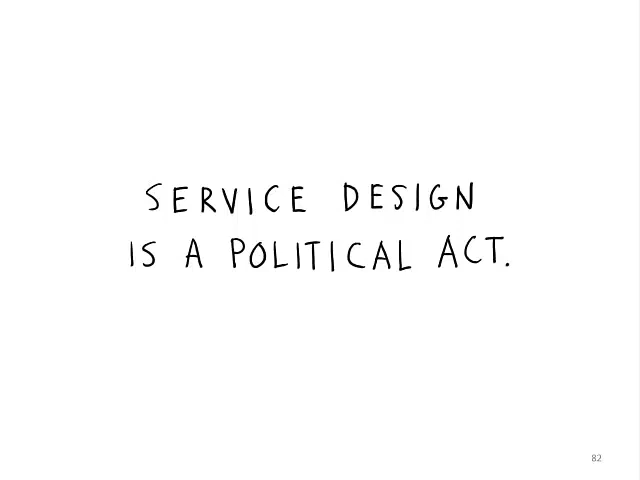 SERVICE DESIGN
IS A POLITICAL ACT.
82